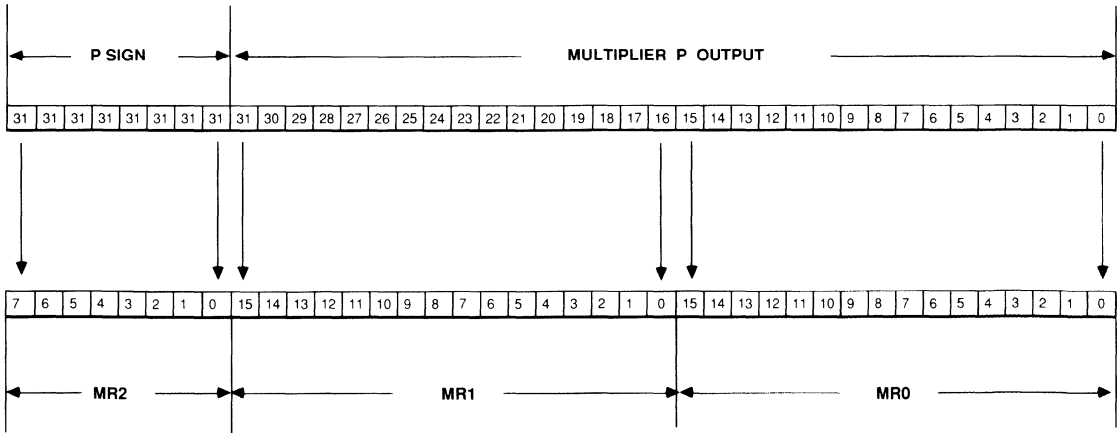 P SIGN MULTIPLIER P OUTPUT
31 31 31 31 31 31 31 31 31 30 29 28 27 26 25 24 23 22 21 20 19 18 17 16 15 14 13 12 11 10 9 8 7 6 5 4 3 2 1 0
7 6 5 4 3 2 1 0 15 14 13 12 11 10 9 8 7 6 5 4 3 2 1 0 15 14 13 12 11 10 9 8 7 6 5 4 3 2 1 0
MR2 MR1 MR0